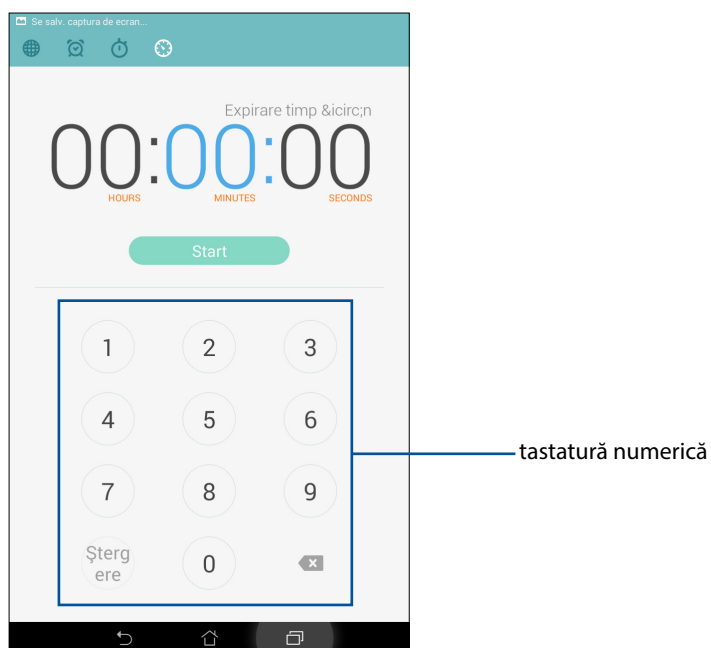 Se salv. captura de ecran...
Expirare timp &icirc;n
00:00:00
HOURS MINUTES SECONDS
Start
1 2 3
4 5 6
tastatură numerică
7 8 9
Şterg
ere
0